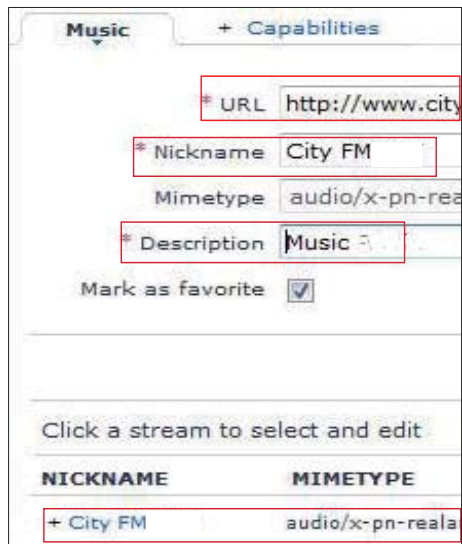 Music + Capabilities
* URL http://www.city
* Nickname City FM
Mimetype audio/x-pn-rea
* Description Music
Mark as favorite
Click a stream to select and edit
NICKNAME MIMETYPE
+ City FM audio/x-pn-reala